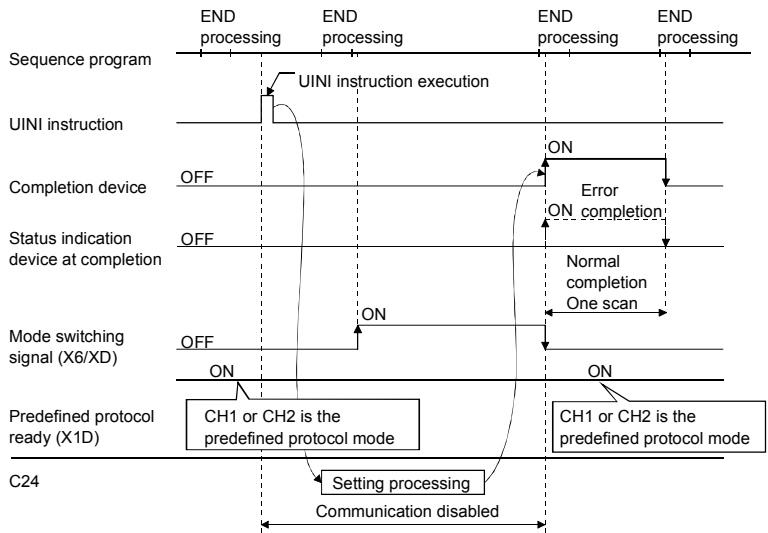 END
processing
END
processing
END
processing
END
processing
Sequence program
UINI instruction execution
UINI instruction
ON
Completion device
OFF
Error
completion
ON
Status indication
device at completion
OFF
Normal
completion
One scan
ON
Mode switching
signal (X6/XD)
OFF
ON
ON
Predefined protocol
ready (X1D)
CH1 or CH2 is the
predefined protocol mode
CH1 or CH2 is the
predefined protocol mode
C24
Setting processing
Communication disabled